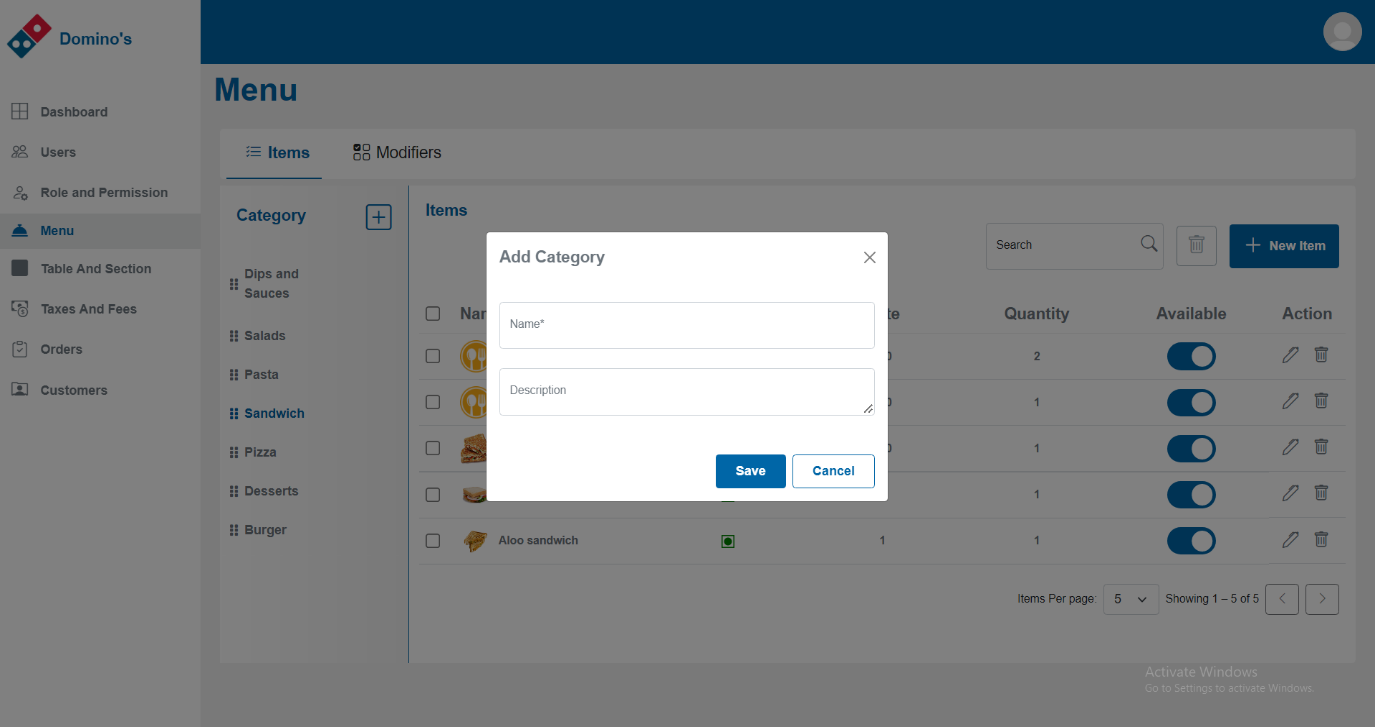 Domino's
Dashboard
Users
Role and Permission
Menu
Table And Section
Taxes And Fees
Orders
Customers
Menu
Items
Modifiers
Category
Dips and
Sauces
Salads
Pasta
Sandwich
Pizza
Desserts
Burger
Items
Search
New Item
Quantity Available Action
2
1
1
1
Aloo sandwich 1 1
Items Per page: 5 Showing 1 – 5 of 5
Add Category
Name*
Description
Save Cancel
Activate Windows
Go to Settings to activate Windows.